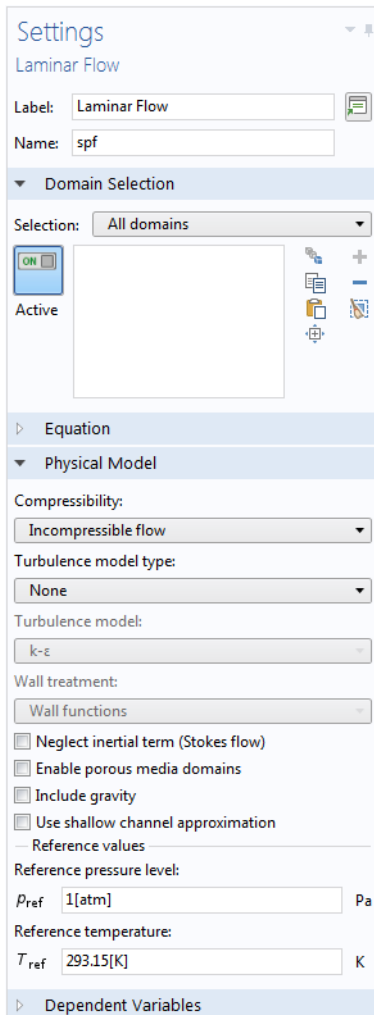 Settings
Laminar Flow
Label: Laminar Flow
Name: spf
Domain Selection
Selection: All domains
ON
Active
Equation
Physical Model
Compressibility:
Incompressible flow
Turbulence model type:
None
Turbulence model:
k-ε
Wall treatment:
Wall functions
Neglect inertial term (Stokes flow)
Enable porous media domains
Include gravity
Use shallow channel approximation
Reference values
Reference pressure level:
pref 1[atm] Pa
Reference temperature:
Tref 293.15[K] K
Dependent Variables